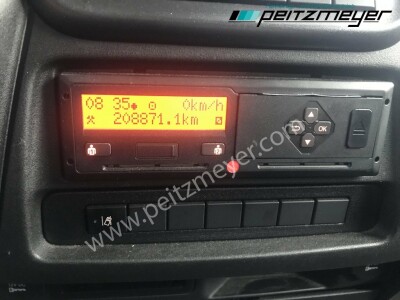 peitzmeyer
08 35 0km/h
208871.1km
OK
www.peitzmeyer.com